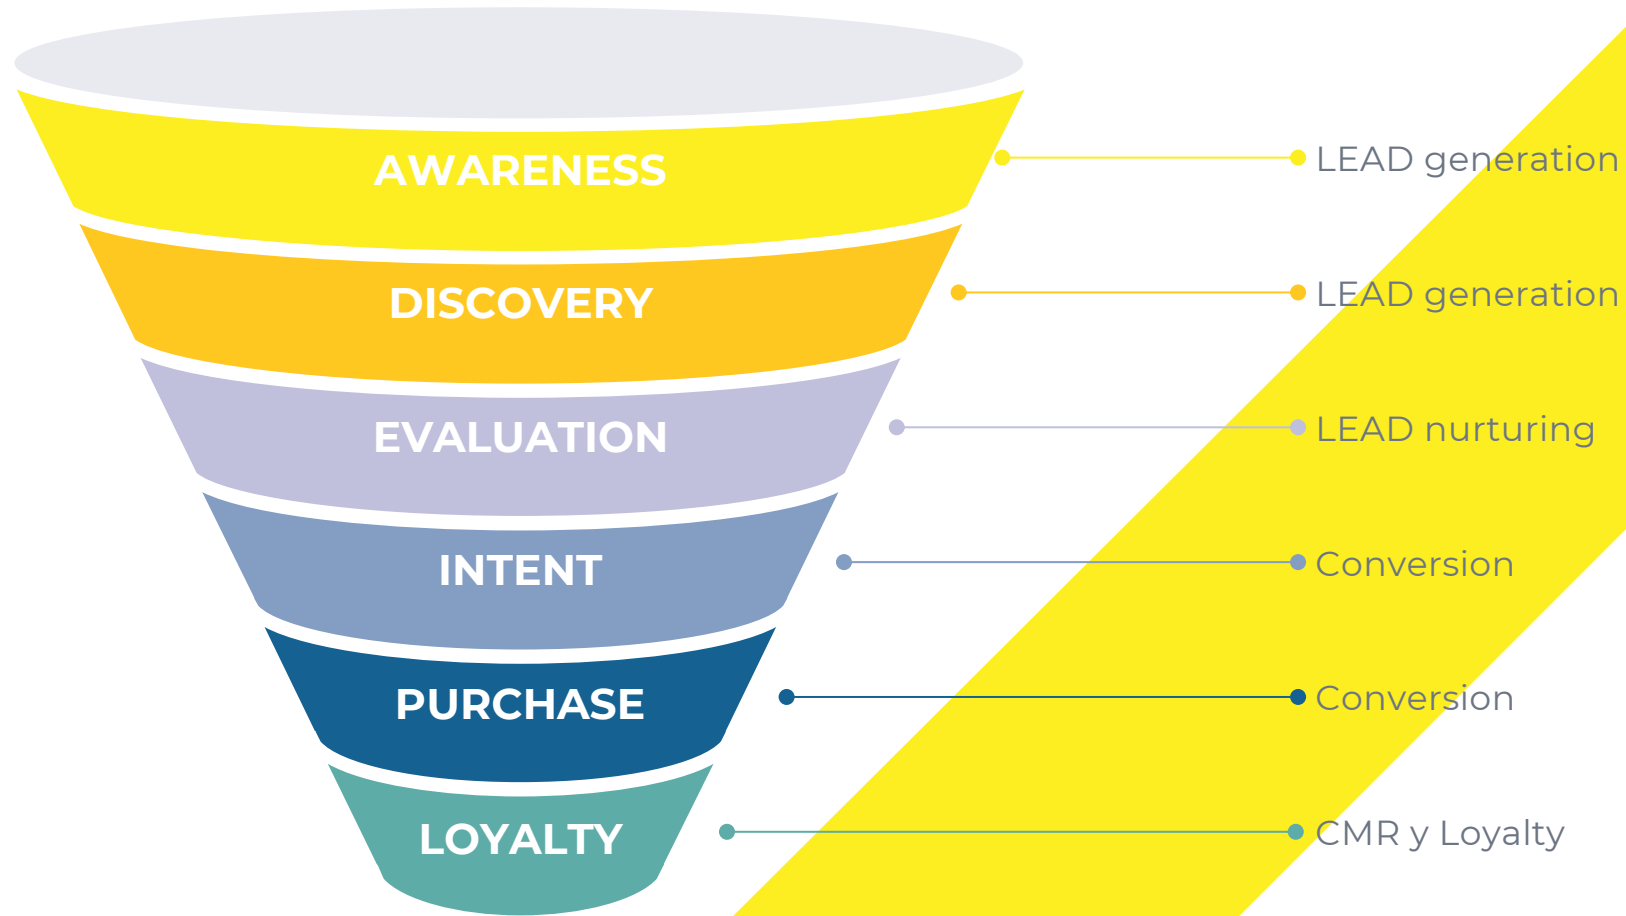 AWARENESS
LEAD generation
DISCOVERY
LEAD generation
EVALUATION
LEAD nurturing
INTENT
Conversion
PURCHASE
Conversion
LOYALTY
CMR y Loyalty